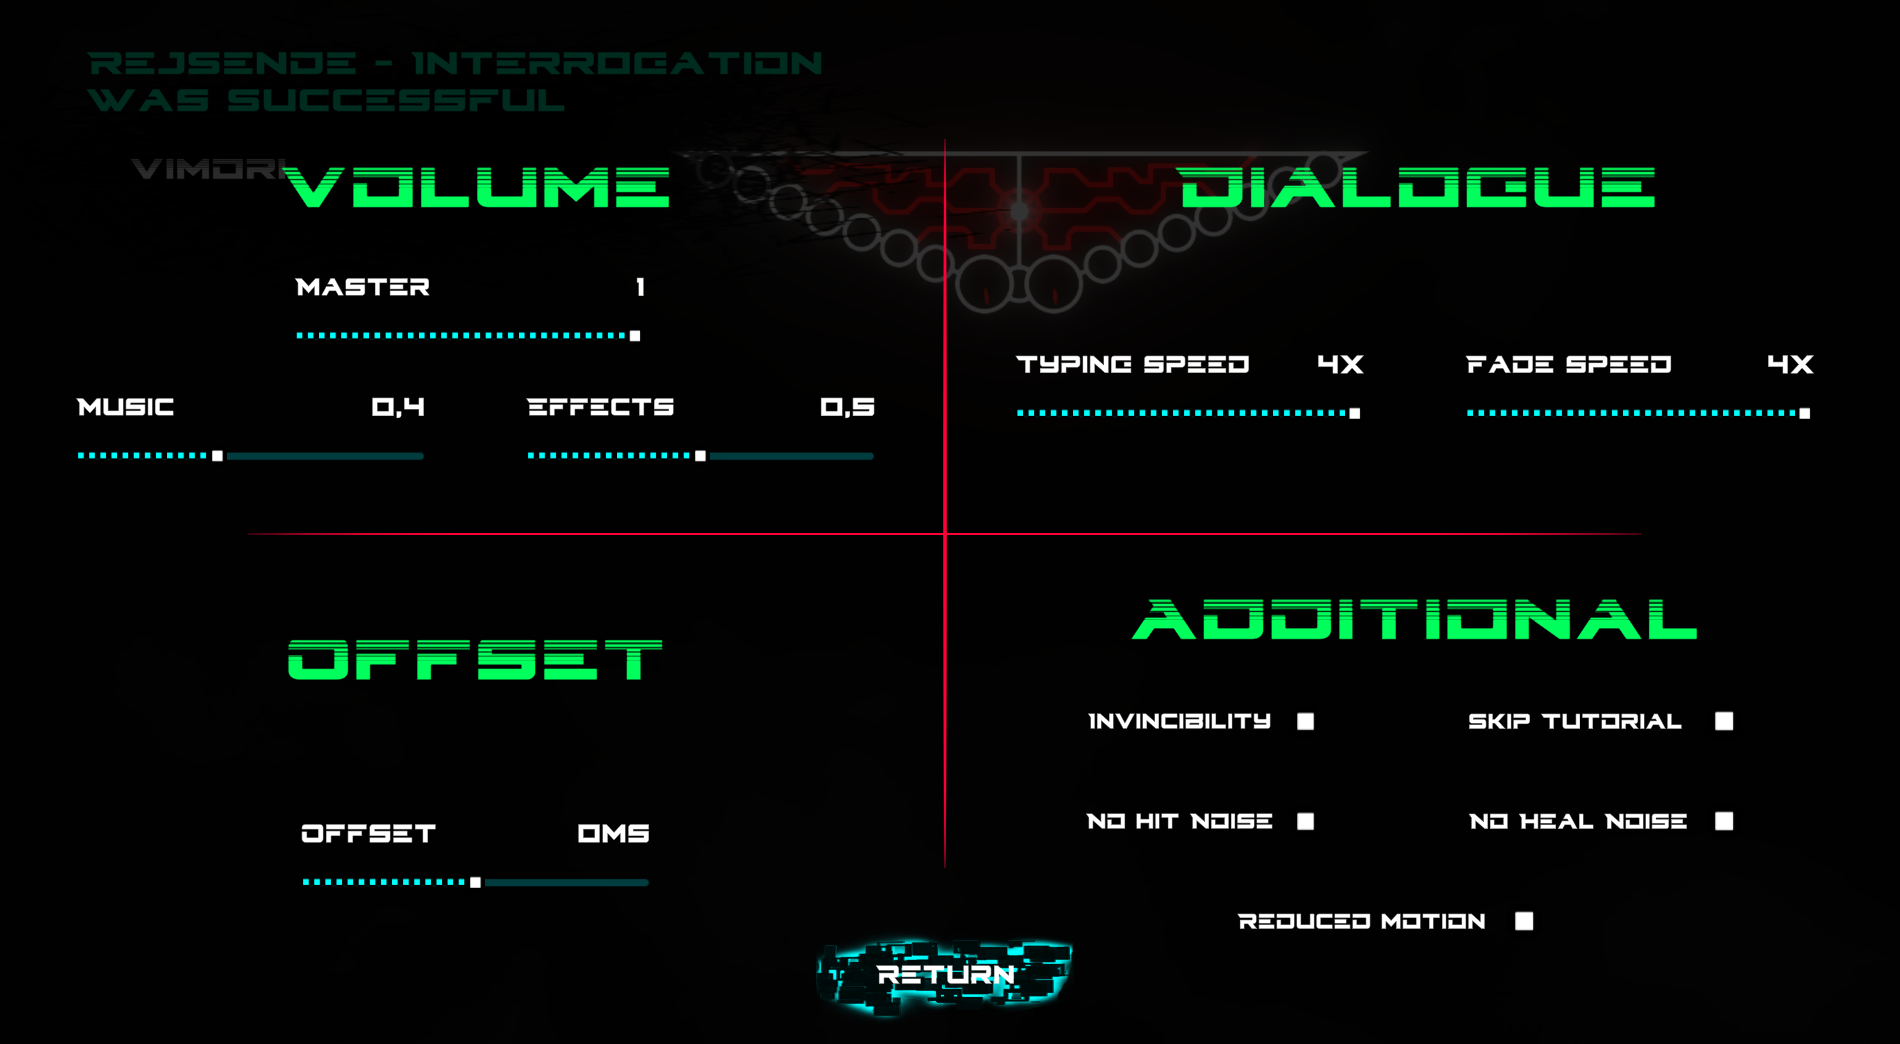 REJSENDE - INTERROGATION
WAS SUCCESSFUL
VIMORI
VOLUME
MASTER 1
MUSIC 0,4
EFFECTS 0,5
DIALOGUE
TYPING SPEED 4X
FADE SPEED 4X
OFFSET
OFFSET 0MS
ADDITIONAL
INVINCIBILITY
SKIP TUTORIAL
NO HIT NOISE
NO HEAL NOISE
REDUCED MOTION
RETURN